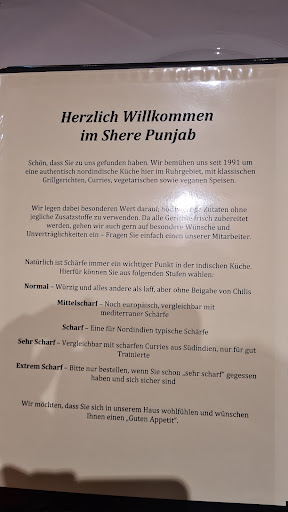 Herzlich Willkommen
im Shere Punjab
Schön, dass Sie zu uns gefunden haben. Wir bemühen uns seit 1991 um
eine authentisch nordindische Küche hier im Ruhrgebiet, mit klassischen
Grillgerichten, Curries, vegetarischen sowie veganen Speisen.
Wir legen dabei besonderen Wert darauf, Zutaten ohne
jegliche Zusatzstoffe zu verwenden. Da alle Gerichte frisch zubereitet
werden, gehen wir auch gern auf besondere Wünsche und
Unverträglichkeiten ein – Fragen Sie einfach einen unserer Mitarbeiter.
Natürlich ist Schärfe immer ein wichtiger Punkt in der indischen Küche.
Hierfür können Sie aus folgenden Stufen wählen:
Normal – Würzig und alles andere als laff, aber ohne Beigabe von Chilis
Mittelscharf – Noch europäisch, vergleichbar mit
mediterraner Schärfe
Scharf – Eine für Nordindien typische Schärfe
Sehr Scharf – Vergleichbar mit scharfen Curries aus Südindien, nur für gut
Trainierte
Extrem Scharf – Bitte nur bestellen, wenn Sie schon „sehr scharf" gegessen
haben und sich sicher sind
Wir möchten, dass Sie sich in unserem Haus wohlfühlen und wünschen
Ihnen einen „Guten Appetit".